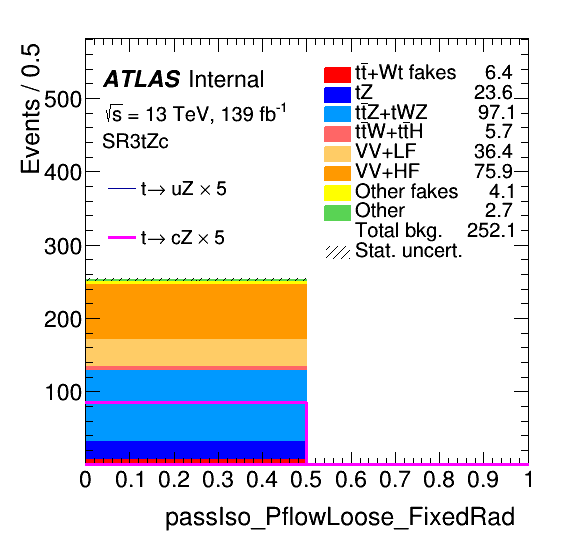 Events / 0.5
500
400
300
200
100
ATLAS Internal
√s = 13 TeV, 139 fb⁻¹
SR3tZc
t→ uZ × 5
t→ cZ × 5
tt̄+Wt fakes 6.4
tZ 23.6
tt̄Z+tWZ 97.1
tt̄W+tt̄H 5.7
VV+LF 36.4
VV+HF 75.9
Other fakes 4.1
Other 2.7
Total bkg. 252.1
Stat. uncert.
0 0.1 0.2 0.3 0.4 0.5 0.6 0.7 0.8 0.9 1
passIso_PflowLoose_FixedRad